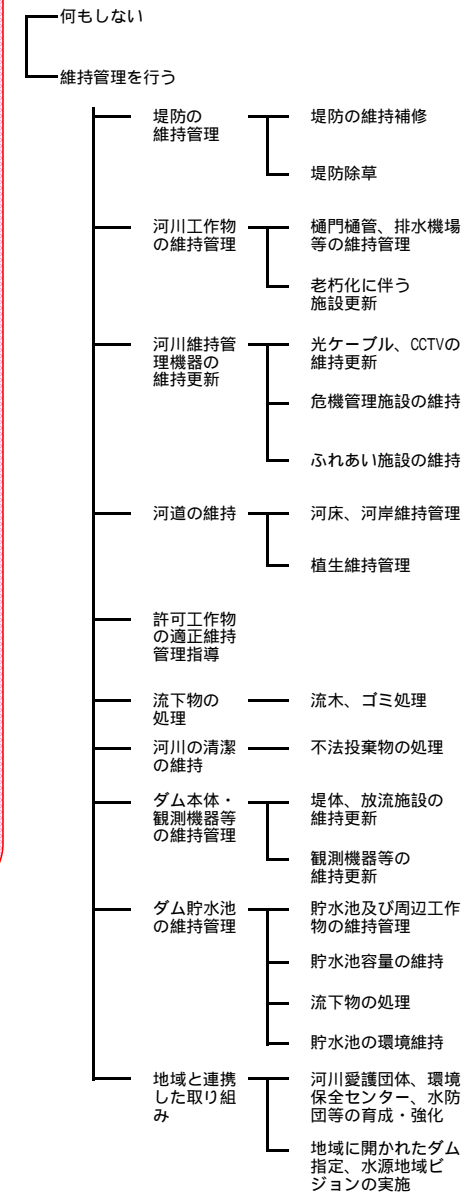 何もしない
維持管理を行う
堤防の
維持管理
堤防の維持補修
堤防除草
河川工作物
の維持管理
樋門樋管、排水機場
等の維持管理
老朽化に伴う
施設更新
河川維持管
理機器の
維持更新
光ケーブル、CCTVの
維持更新
危機管理施設の維持
ふれあい施設の維持
河道の維持
河床、河岸維持管理
植生維持管理
許可工作物
の適正維持
管理指導
流下物の
処理
流木、ゴミ処理
河川の清潔
の維持
不法投棄物の処理
ダム本体・
観測機器等
の維持管理
堤体、放流施設の
維持更新
観測機器等の
維持更新
ダム貯水池
の維持管理
貯水池及び周辺工作
物の維持管理
貯水池容量の維持
流下物の処理
貯水池の環境維持
地域と連携
した取り組
み
河川愛護団体、環境
保全センター、水防
団等の育成・強化
地域に開かれたダム
指定、水源地域ビ
ジョンの実施